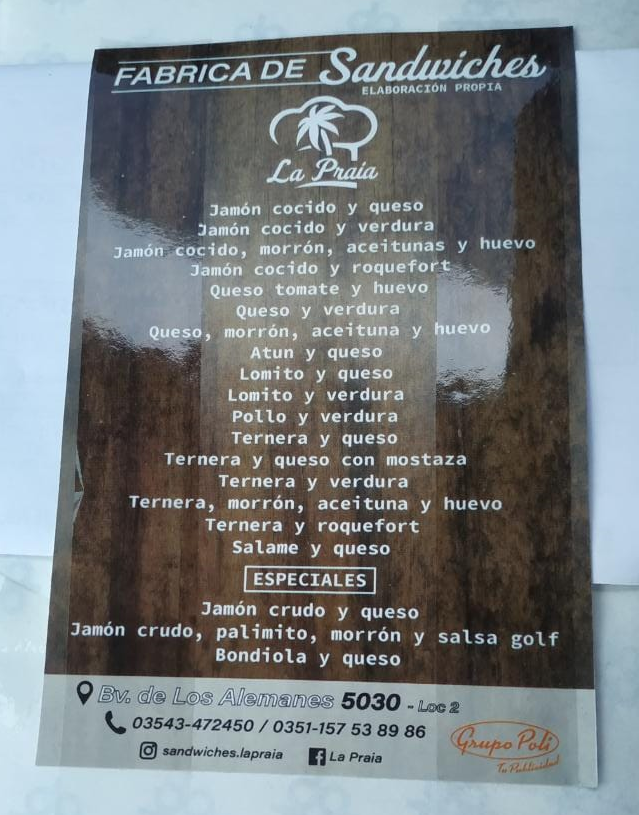 FABRICA DE Sandwiches
ELABORACIÓN PROPIA
La Praia
Jamón cocido y queso
Jamón cocido y verdura
Jamón cocido, morrón, aceitunas y huevo
Jamón cocido y roquefort
Queso tomate y huevo
Queso y verdura
Queso, morrón, aceituna y huevo
Atun y queso
Lomito y queso
Lomito y verdura
Pollo y verdura
Ternera y queso
Ternera y queso con mostaza
Ternera y verdura
Ternera, morrón, aceituna y huevo
Ternera y roquefort
Salame y queso
ESPECIALES
Jamón crudo y queso
Jamón crudo, palimito, morrón y salsa golf
Bondiola y queso
Bv. de Los Alemanes 5030 - Loc 2
03543-472450 / 0351-157 53 89 86
sandwiches.lapraia La Praia
Grupo Poli
Tu Publicidad